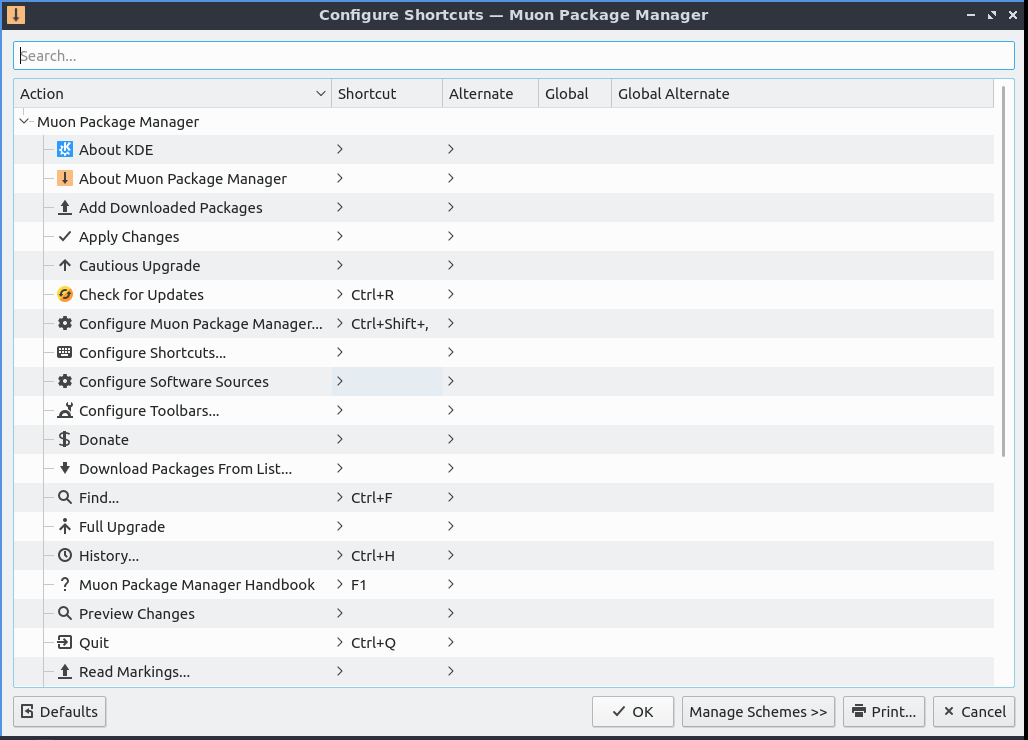 Configure Shortcuts — Muon Package Manager
Search...
Action Shortcut Alternate Global Global Alternate
Muon Package Manager
About KDE
About Muon Package Manager
Add Downloaded Packages
Apply Changes
Cautious Upgrade
Check for Updates Ctrl+R
Configure Muon Package Manager... Ctrl+Shift+,
Configure Shortcuts...
Configure Software Sources
Configure Toolbars...
Donate
Download Packages From List...
Find... Ctrl+F
Full Upgrade
History... Ctrl+H
Muon Package Manager Handbook F1
Preview Changes
Quit Ctrl+Q
Read Markings...
Defaults OK Manage Schemes >> Print... Cancel